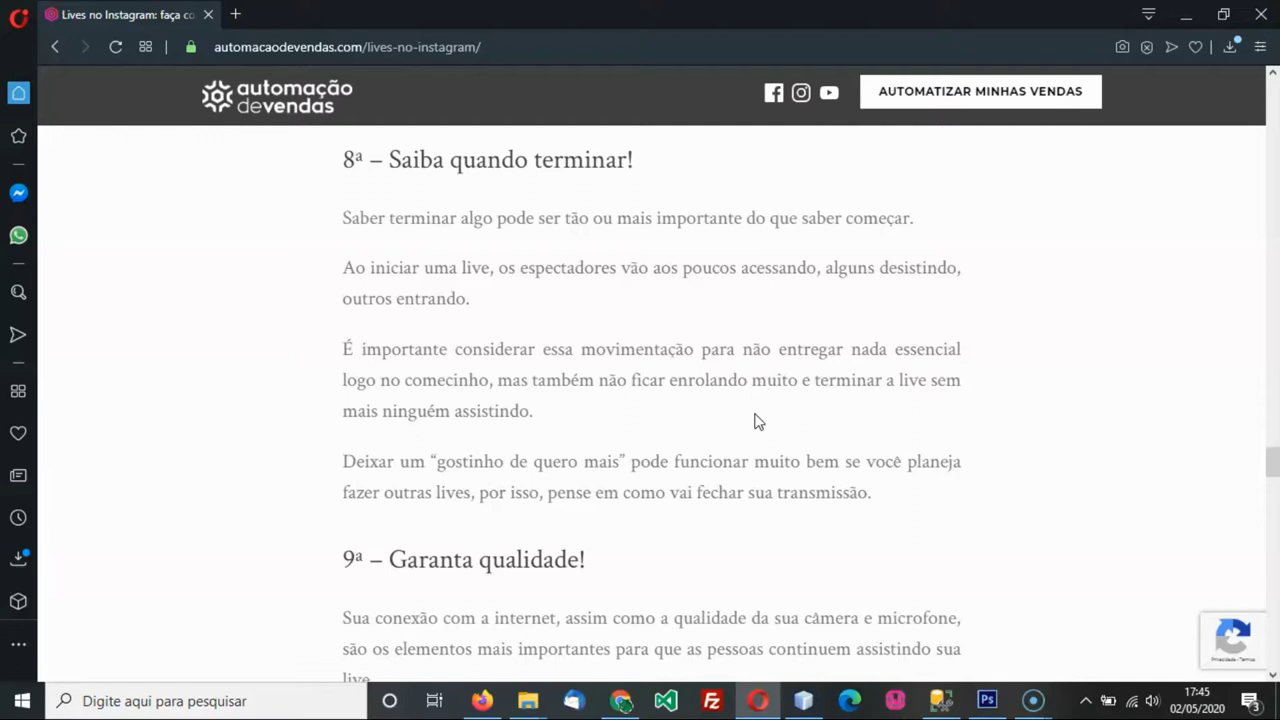 Lives no Instagram: faça co
automacaodevendas.com/lives-no-instagram/
automação
devendas
AUTOMATIZAR MINHAS VENDAS
8ª – Saiba quando terminar!
Saber terminar algo pode ser tão ou mais importante do que saber começar.
Ao iniciar uma live, os espectadores vão aos poucos acessando, alguns desistindo,
outros entrando.
É importante considerar essa movimentação para não entregar nada essencial
logo no comecinho, mas também não ficar enrolando muito e terminar a live sem
mais ninguém assistindo.
Deixar um “gostinho de quero mais” pode funcionar muito bem se você planeja
fazer outras lives, por isso, pense em como vai fechar sua transmissão.
9ª – Garanta qualidade!
Sua conexão com a internet, assim como a qualidade da sua câmera e microfone,
são os elementos mais importantes para que as pessoas continuem assistindo sua
live.
Privacidade - Termos
Digite aqui para pesquisar
Ps
17:45
02/05/2020
3